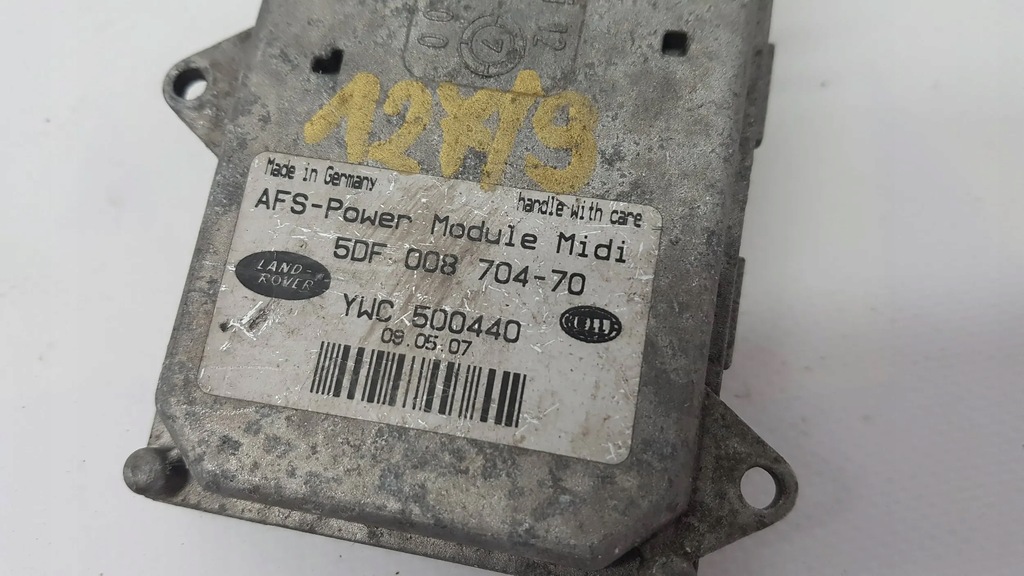 Made in Germany
handle with care
AFS-Power Module Midi
5DF 008 704-70
LAND-
ROVER
YWC 500440
09.05.07